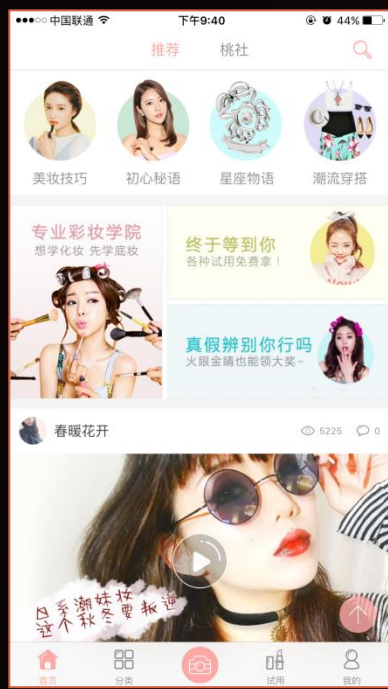 中国联通 下午9:40 44%
推荐 桃社
美妆技巧 初心秘语 星座物语 潮流穿搭
专业彩妆学院
想学化妆 先学底妆
终于等到你
各种试用免费拿！
真假辨别你行吗
火眼金睛也能领大奖~
春暖花开 5225 0
日系潮妹妆
这个秋冬要叛逆
首页 分类 试用 我的